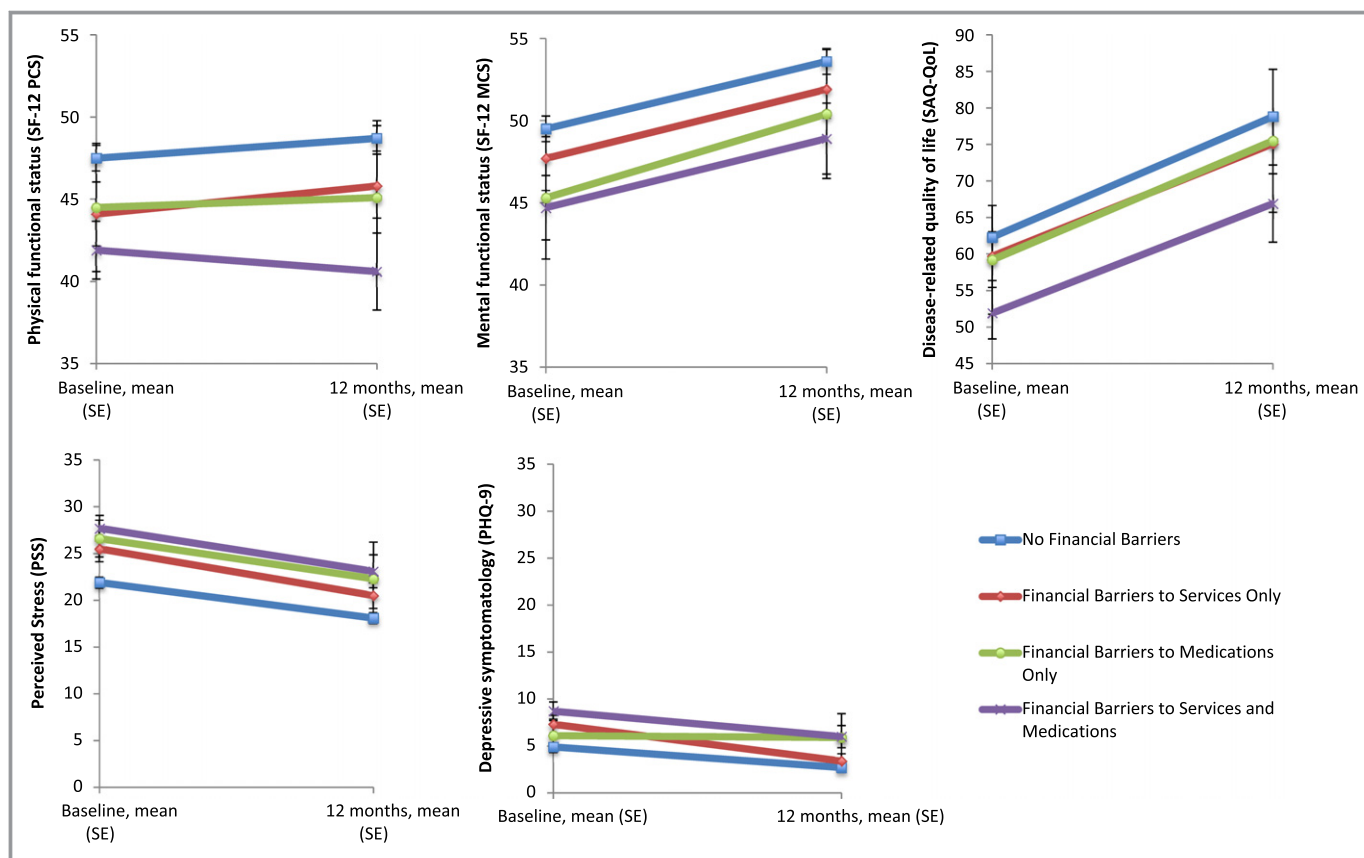 Physical functional status (SF-12 PCS)
55
50
45
40
35
Baseline, mean
(SE)
12 months, mean
(SE)
Mental functional status (SF-12 MCS)
55
50
45
40
35
Baseline, mean
(SE)
12 months, mean
(SE)
Disease-related quality of life (SAQ-QoL)
90
85
80
75
70
65
60
55
50
45
Baseline, mean
(SE)
12 months, mean
(SE)
Perceived Stress (PSS)
35
30
25
20
15
10
5
0
Baseline, mean
(SE)
12 months, mean
(SE)
Depressive symptomatology (PHQ-9)
35
30
25
20
15
10
5
0
Baseline, mean (SE)
12 months, mean (SE)
No Financial Barriers
Financial Barriers to Services Only
Financial Barriers to Medications
Only
Financial Barriers to Services and
Medications